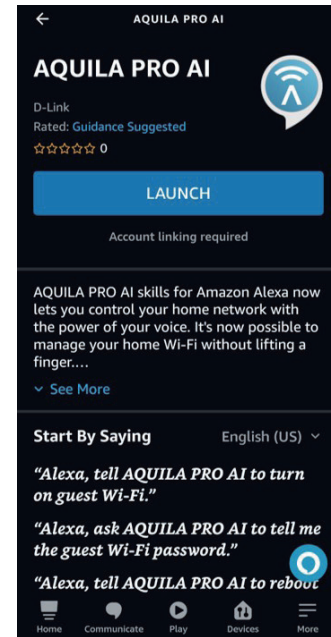 AQUILA PRO AI
AQUILA PRO AI
D-Link
Rated: Guidance Suggested
0
LAUNCH
Account linking required
AQUILA PRO AI skills for Amazon Alexa now
lets you control your home network with
the power of your voice. It's now possible to
manage your home Wi-Fi without lifting a
finger....
See More
Start By Saying
English (US)
“Alexa, tell AQUILA PRO AI to turn
on guest Wi-Fi.”
“Alexa, ask AQUILA PRO AI to tell me
the guest Wi-Fi password.”
“Alexa, tell AQUILA PRO AI to reboot
Home
Communicate
Play
Devices
More